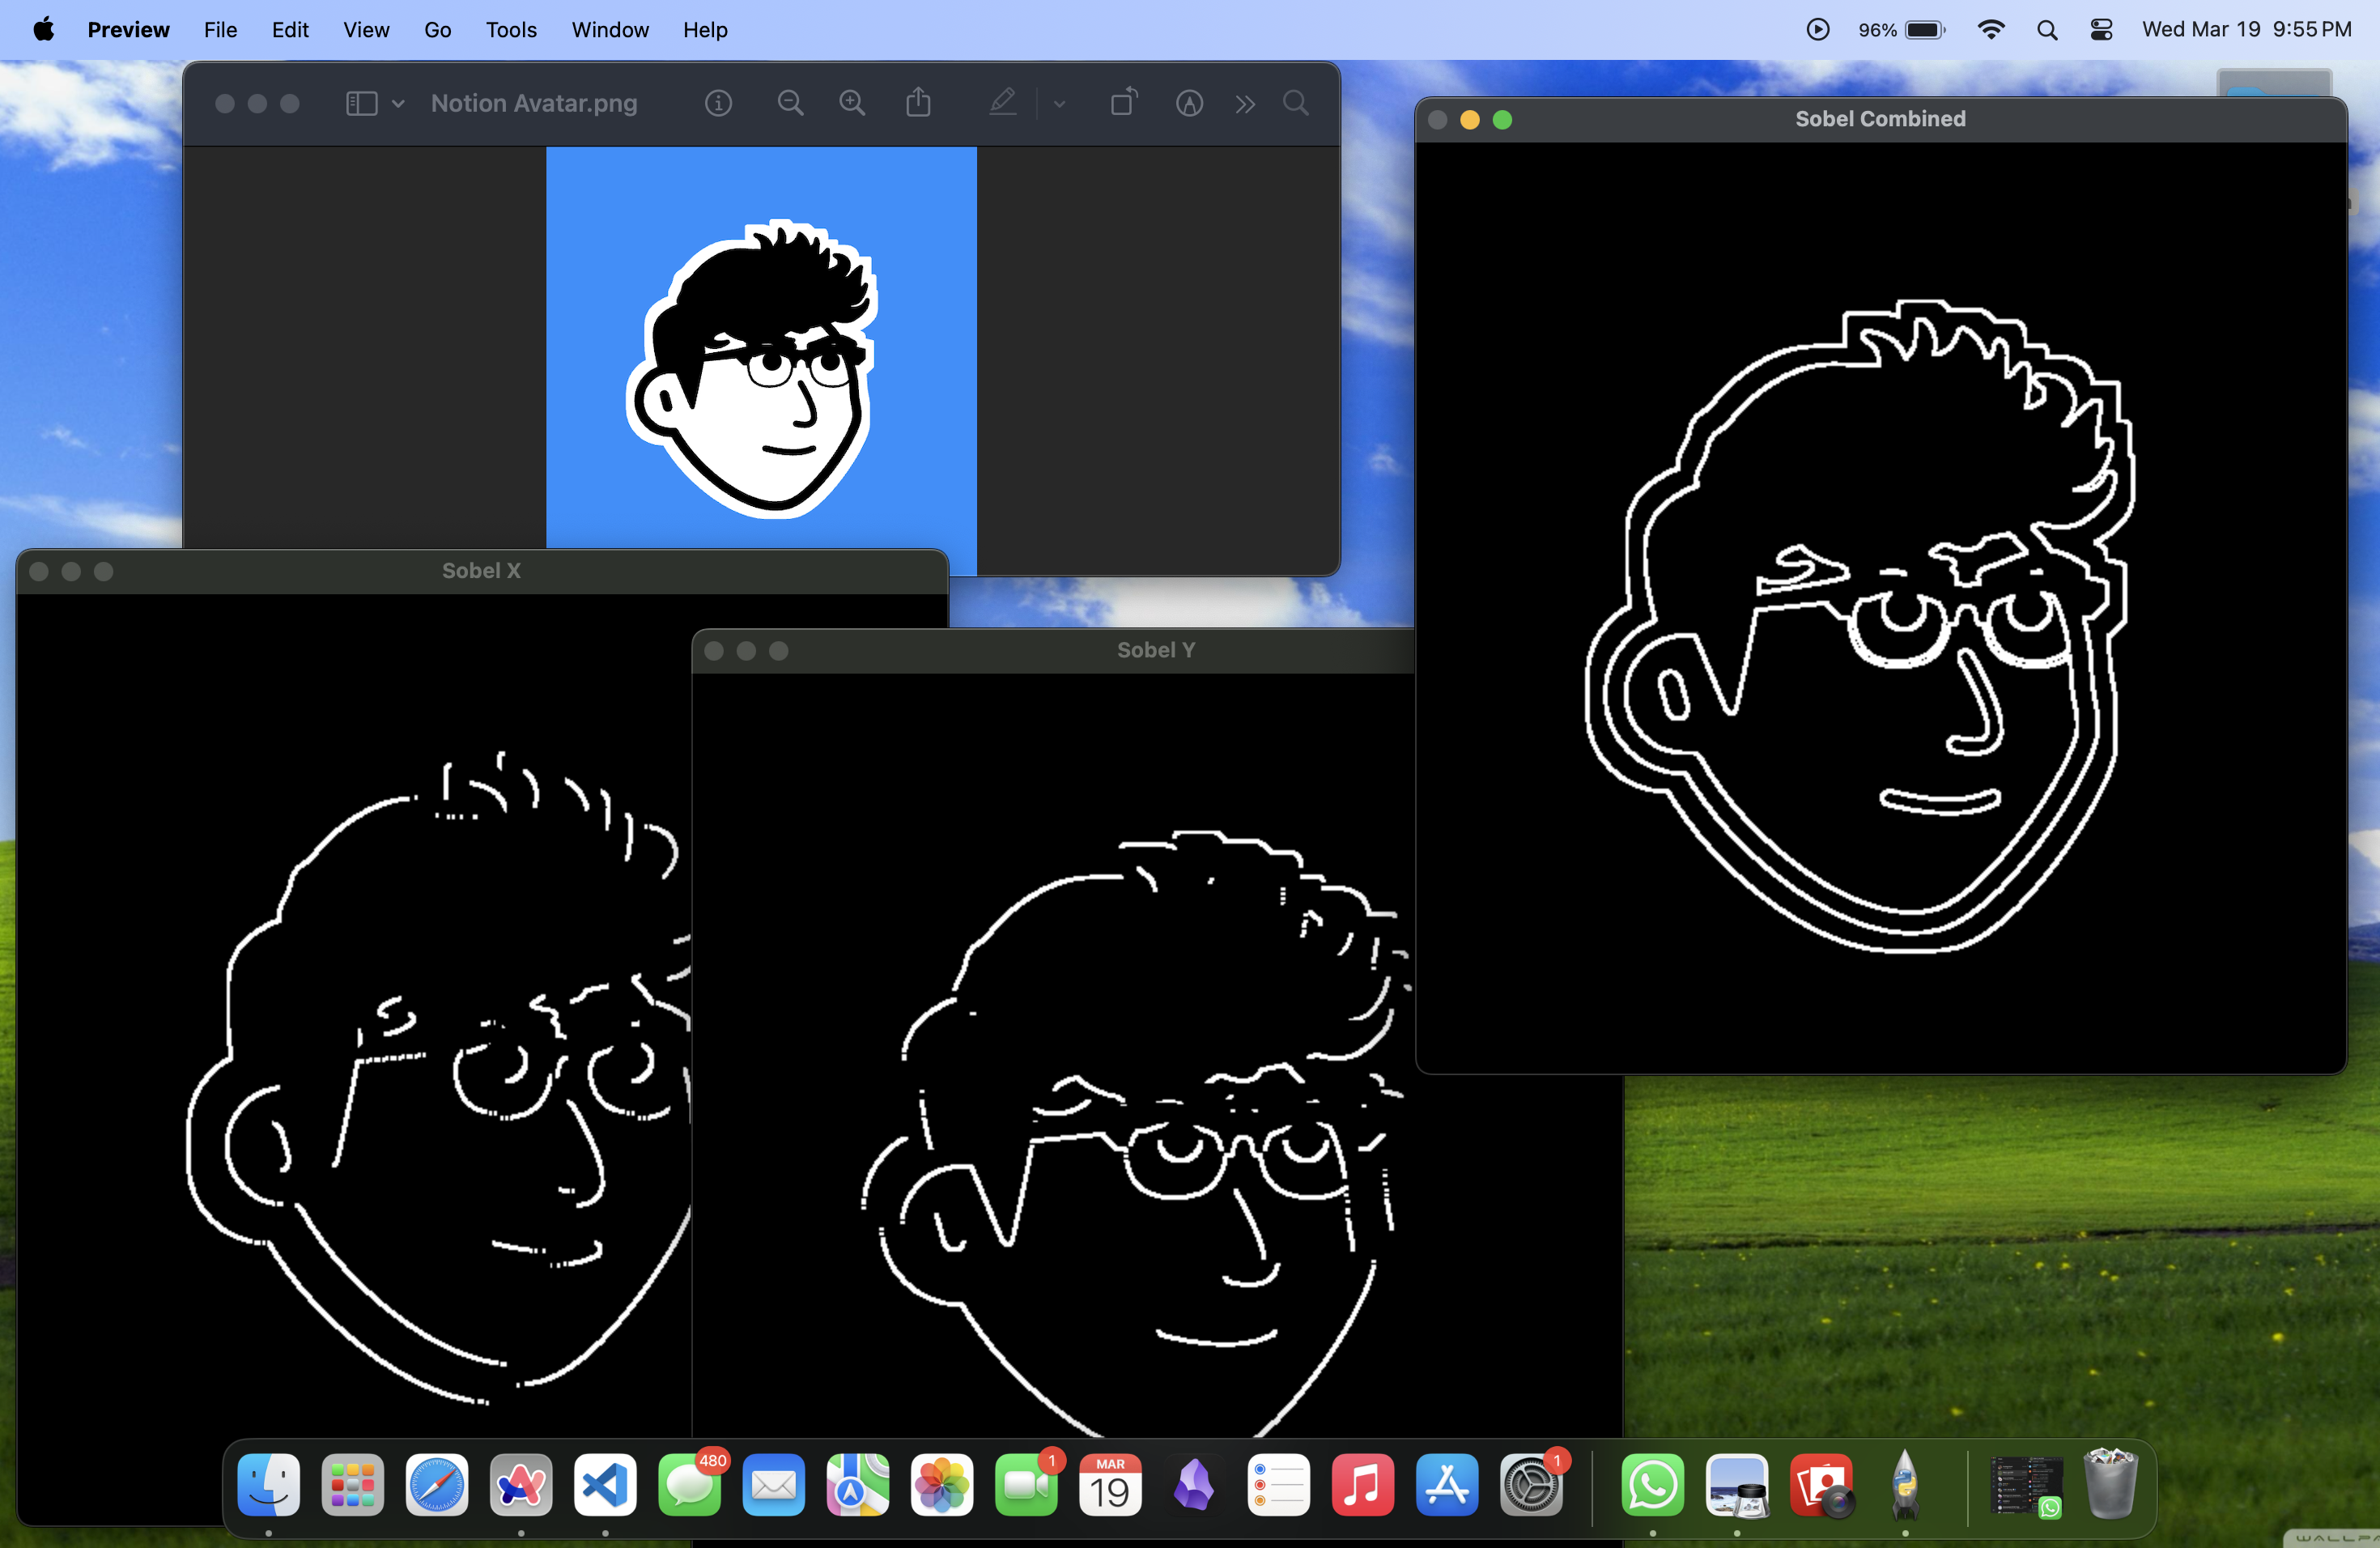 Preview File Edit View Go Tools Window Help 96% Wed Mar 19 9:55 PM
Notion Avatar.png
Sobel Combined
Sobel X
Sobel Y
480
1
MAR
19
1